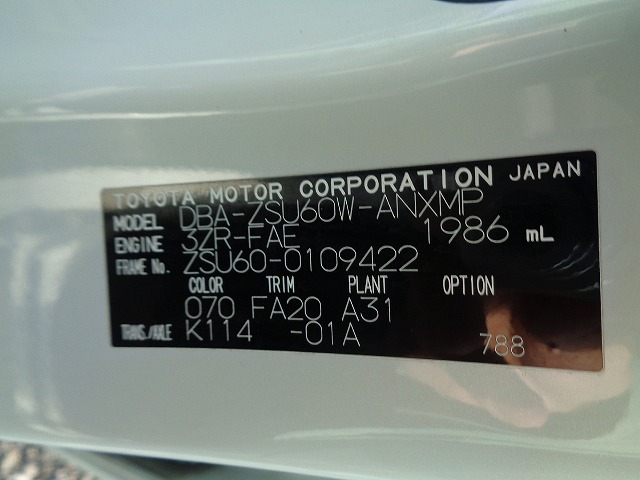 TOYOTA MOTOR CORPORATION JAPAN
MODEL DBA-ZSU60W-ANXMP
ENGINE 3ZR-FAE 1986 mL
FRAME No. ZSU60-0109422
COLOR TRIM PLANT OPTION
070 FA20 A31
TRANS./AXLE K114 -01A 788